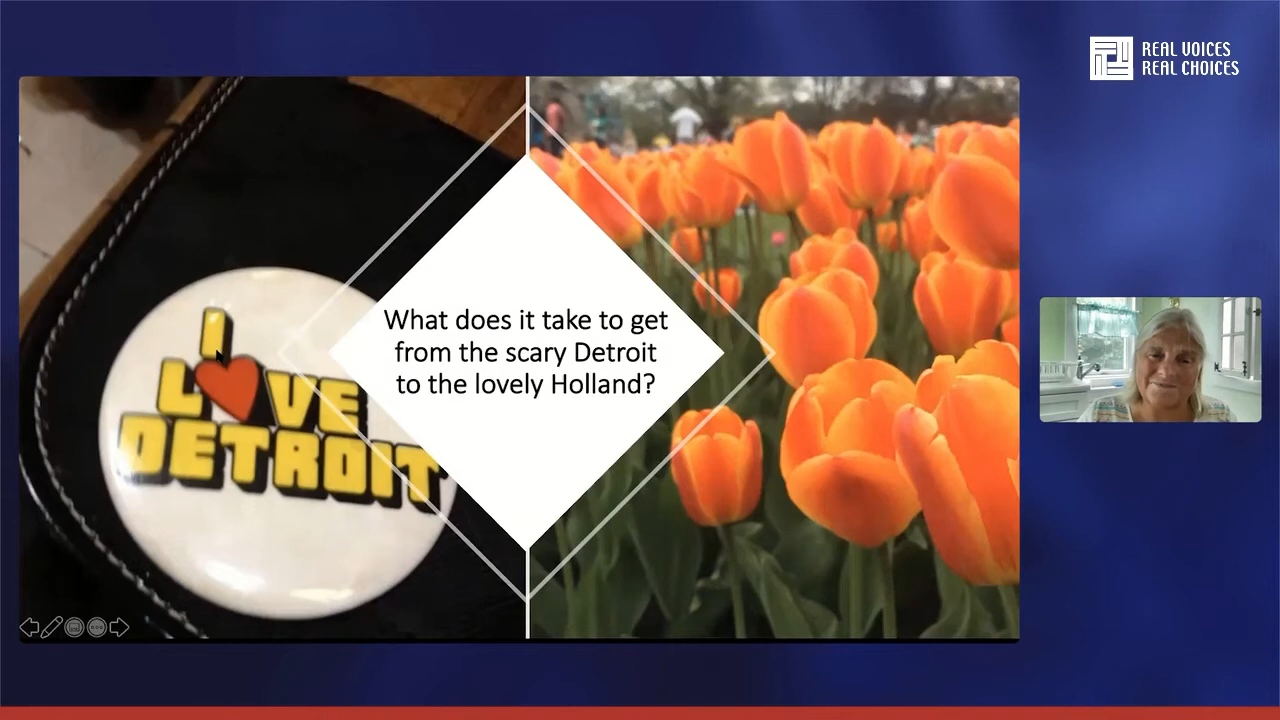 REAL VOICES
REAL CHOICES
I
LVE
DETROIT
What does it take to get
from the scary Detroit
to the lovely Holland?